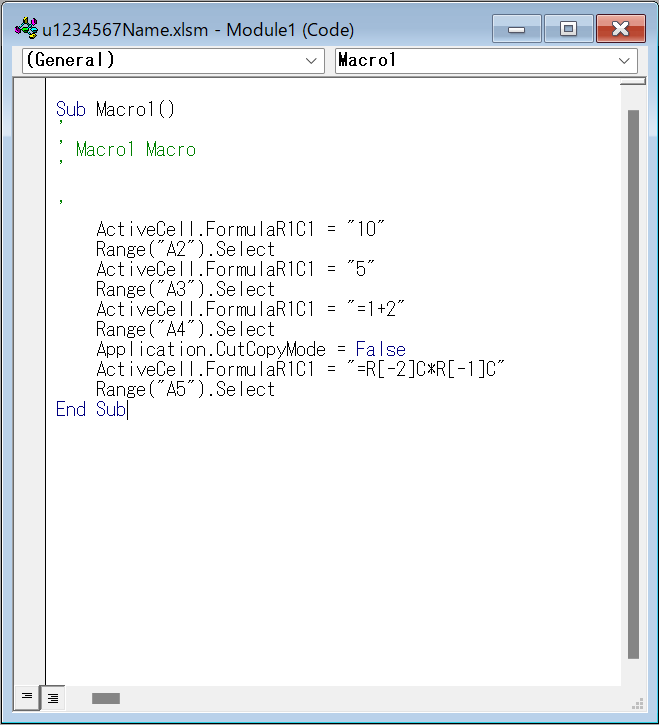 u1234567Name.xlsm - Module1 (Code)
(General) Macro1
Sub Macro1()
'
' Macro1 Macro
'
'
ActiveCell.FormulaR1C1 = "10"
Range("A2").Select
ActiveCell.FormulaR1C1 = "5"
Range("A3").Select
ActiveCell.FormulaR1C1 = "=1+2"
Range("A4").Select
Application.CutCopyMode = False
ActiveCell.FormulaR1C1 = "=R[-2]C*R[-1]C"
Range("A5").Select
End Sub